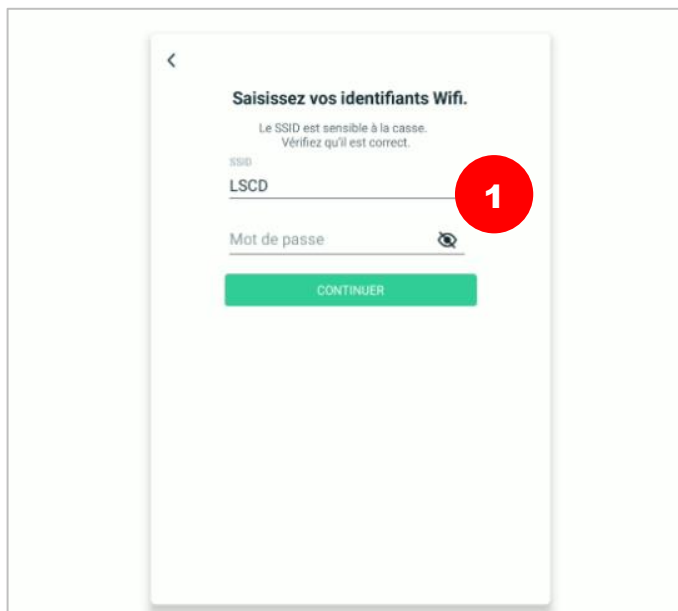 Saisissez vos identifiants Wifi.
Le SSID est sensible à la casse.
Vérifiez qu'il est correct.
SSID
LSCD
1
Mot de passe
CONTINUER